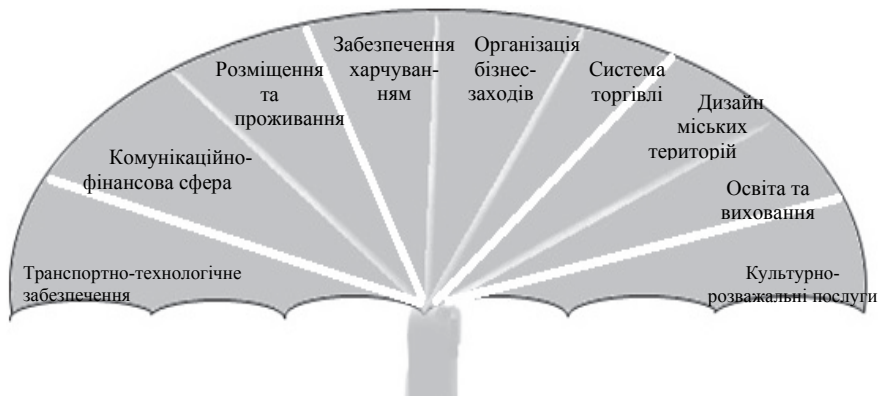 Транспортно-технологічне
забезпечення
Комунікаційно-
фінансова сфера
Розміщення
та
проживання
Забезпечення
харчуван-
ням
Організація
бізнес-
заходів
Система
торгівлі
Дизайн
міських
територій
Освіта та
виховання
Культурно-
розважальні послуги